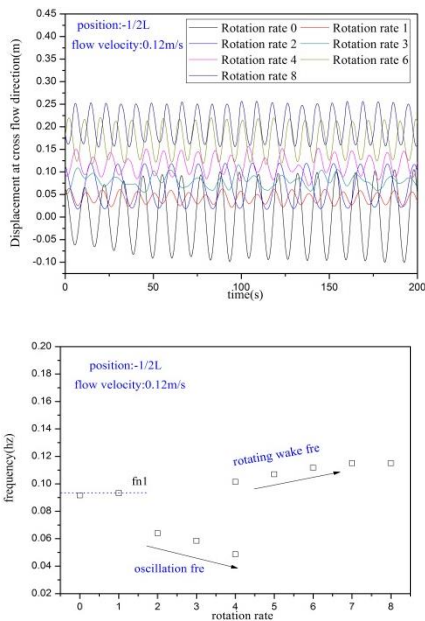 position:-1/2L
flow velocity:0.12m/s
Rotation rate 0
Rotation rate 1
Rotation rate 2
Rotation rate 3
Rotation rate 4
Rotation rate 6
Rotation rate 8
Displacement at cross flow direction(m)
0.45
0.40
0.35
0.30
0.25
0.20
0.15
0.10
0.05
0.00
-0.05
-0.10
0
50
100
150
200
time(s)
position:-1/2L
flow velocity:0.12m/s
fn1
rotating wake fre
oscillation fre
frequency(hz)
0.20
0.18
0.16
0.14
0.12
0.10
0.08
0.06
0.04
0.02
0.00
0
1
2
3
4
5
6
7
8
rotation rate